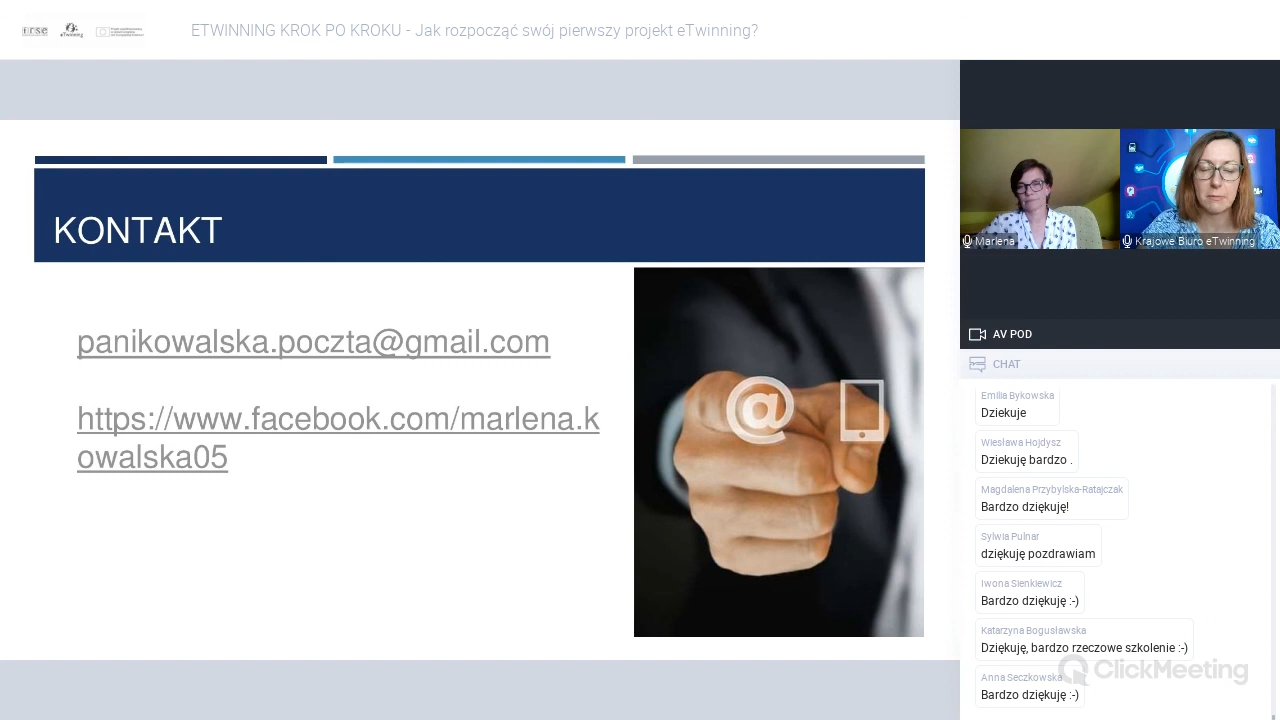 frse
eTwinning
ETWINNING KROK PO KROKU - Jak rozpocząć swój pierwszy projekt eTwinning?
KONTAKT
panikowalska.poczta@gmail.com
https://www.facebook.com/marlena.k
owalska05
@
Marlena
Krajowe Biuro eTwinning
AV POD
CHAT
Emilia Bykowska
Dziekuje
Wiesława Hojdysz
Dziekuję bardzo .
Magdalena Przybylska-Ratajczak
Bardzo dziękuję!
Sylwia Pulnar
dziękuję pozdrawiam
Iwona Sienkiewicz
Bardzo dziękuję :-)
Katarzyna Bogusławska
Dziękuję, bardzo rzeczowe szkolenie :-)
ClickMeeting
Anna Seczkowska
Bardzo dziękuję :-)